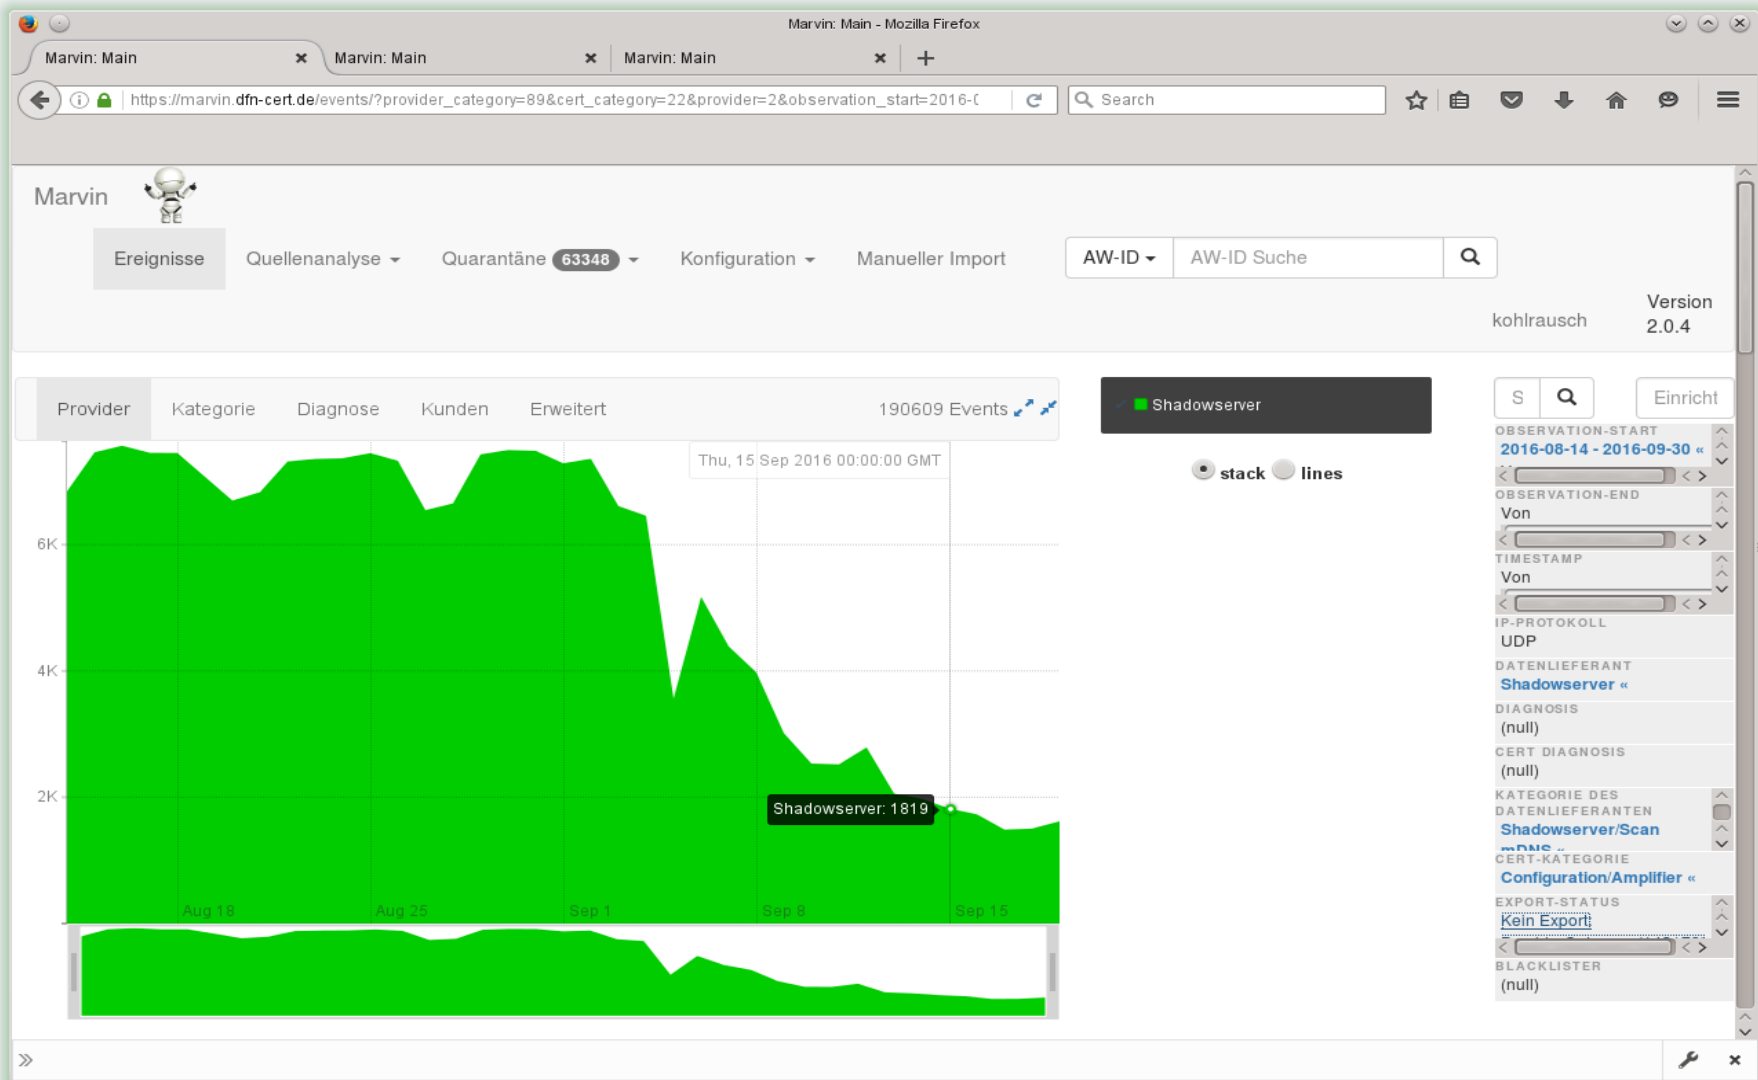 Marvin: Main - Mozilla Firefox
Marvin: Main
Marvin: Main
Marvin: Main
https://marvin.dfn-cert.de/events/?provider_category=89&cert_category=22&provider=2&observation_start=2016-
Search
Marvin
Ereignisse
Quellenanalyse
Quarantäne 63348
Konfiguration
Manueller Import
AW-ID
AW-ID Suche
kohlrausch
Version
2.0.4
Provider
Kategorie
Diagnose
Kunden
Erweitert
190609 Events
Thu, 15 Sep 2016 00:00:00 GMT
6K
4K
2K
Shadowserver: 1819
Aug 18
Aug 25
Sep 1
Sep 8
Sep 15
Shadowserver
stack
lines
S
Einricht
OBSERVATION-START
2016-08-14 - 2016-09-30 «
OBSERVATION-END
Von
TIMESTAMP
Von
IP-PROTOKOLL
UDP
DATENLIEFERANT
Shadowserver «
DIAGNOSIS
(null)
CERT DIAGNOSIS
(null)
KATEGORIE DES
DATENLIEFERANTEN
Shadowserver/Scan
mDNS «
CERT-KATEGORIE
Configuration/Amplifier «
EXPORT-STATUS
Kein Export:
BLACKLISTER
(null)